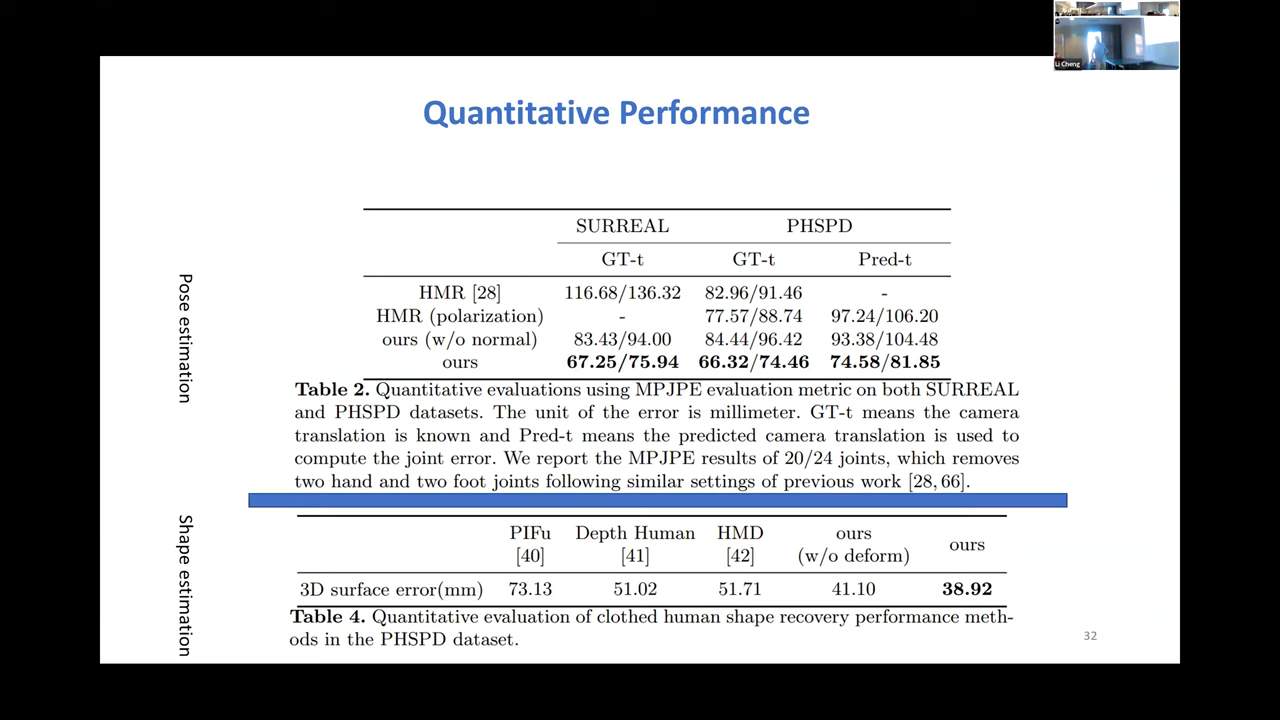 Li Cheng
Quantitative Performance
Pose estimation
SURREAL PHSPD
GT-t GT-t Pred-t
HMR [28] 116.68/136.32 82.96/91.46 -
HMR (polarization) - 77.57/88.74 97.24/106.20
ours (w/o normal) 83.43/94.00 84.44/96.42 93.38/104.48
ours 67.25/75.94 66.32/74.46 74.58/81.85
Table 2. Quantitative evaluations using MPJPE evaluation metric on both SURREAL
and PHSPD datasets. The unit of the error is millimeter. GT-t means the camera
translation is known and Pred-t means the predicted camera translation is used to
compute the joint error. We report the MPJPE results of 20/24 joints, which removes
two hand and two foot joints following similar settings of previous work [28,66].
Shape estimation
PIFu Depth Human HMD ours ours
[40] [41] [42] (w/o deform)
3D surface error(mm) 73.13 51.02 51.71 41.10 38.92
Table 4. Quantitative evaluation of clothed human shape recovery performance meth-
ods in the PHSPD dataset.
32